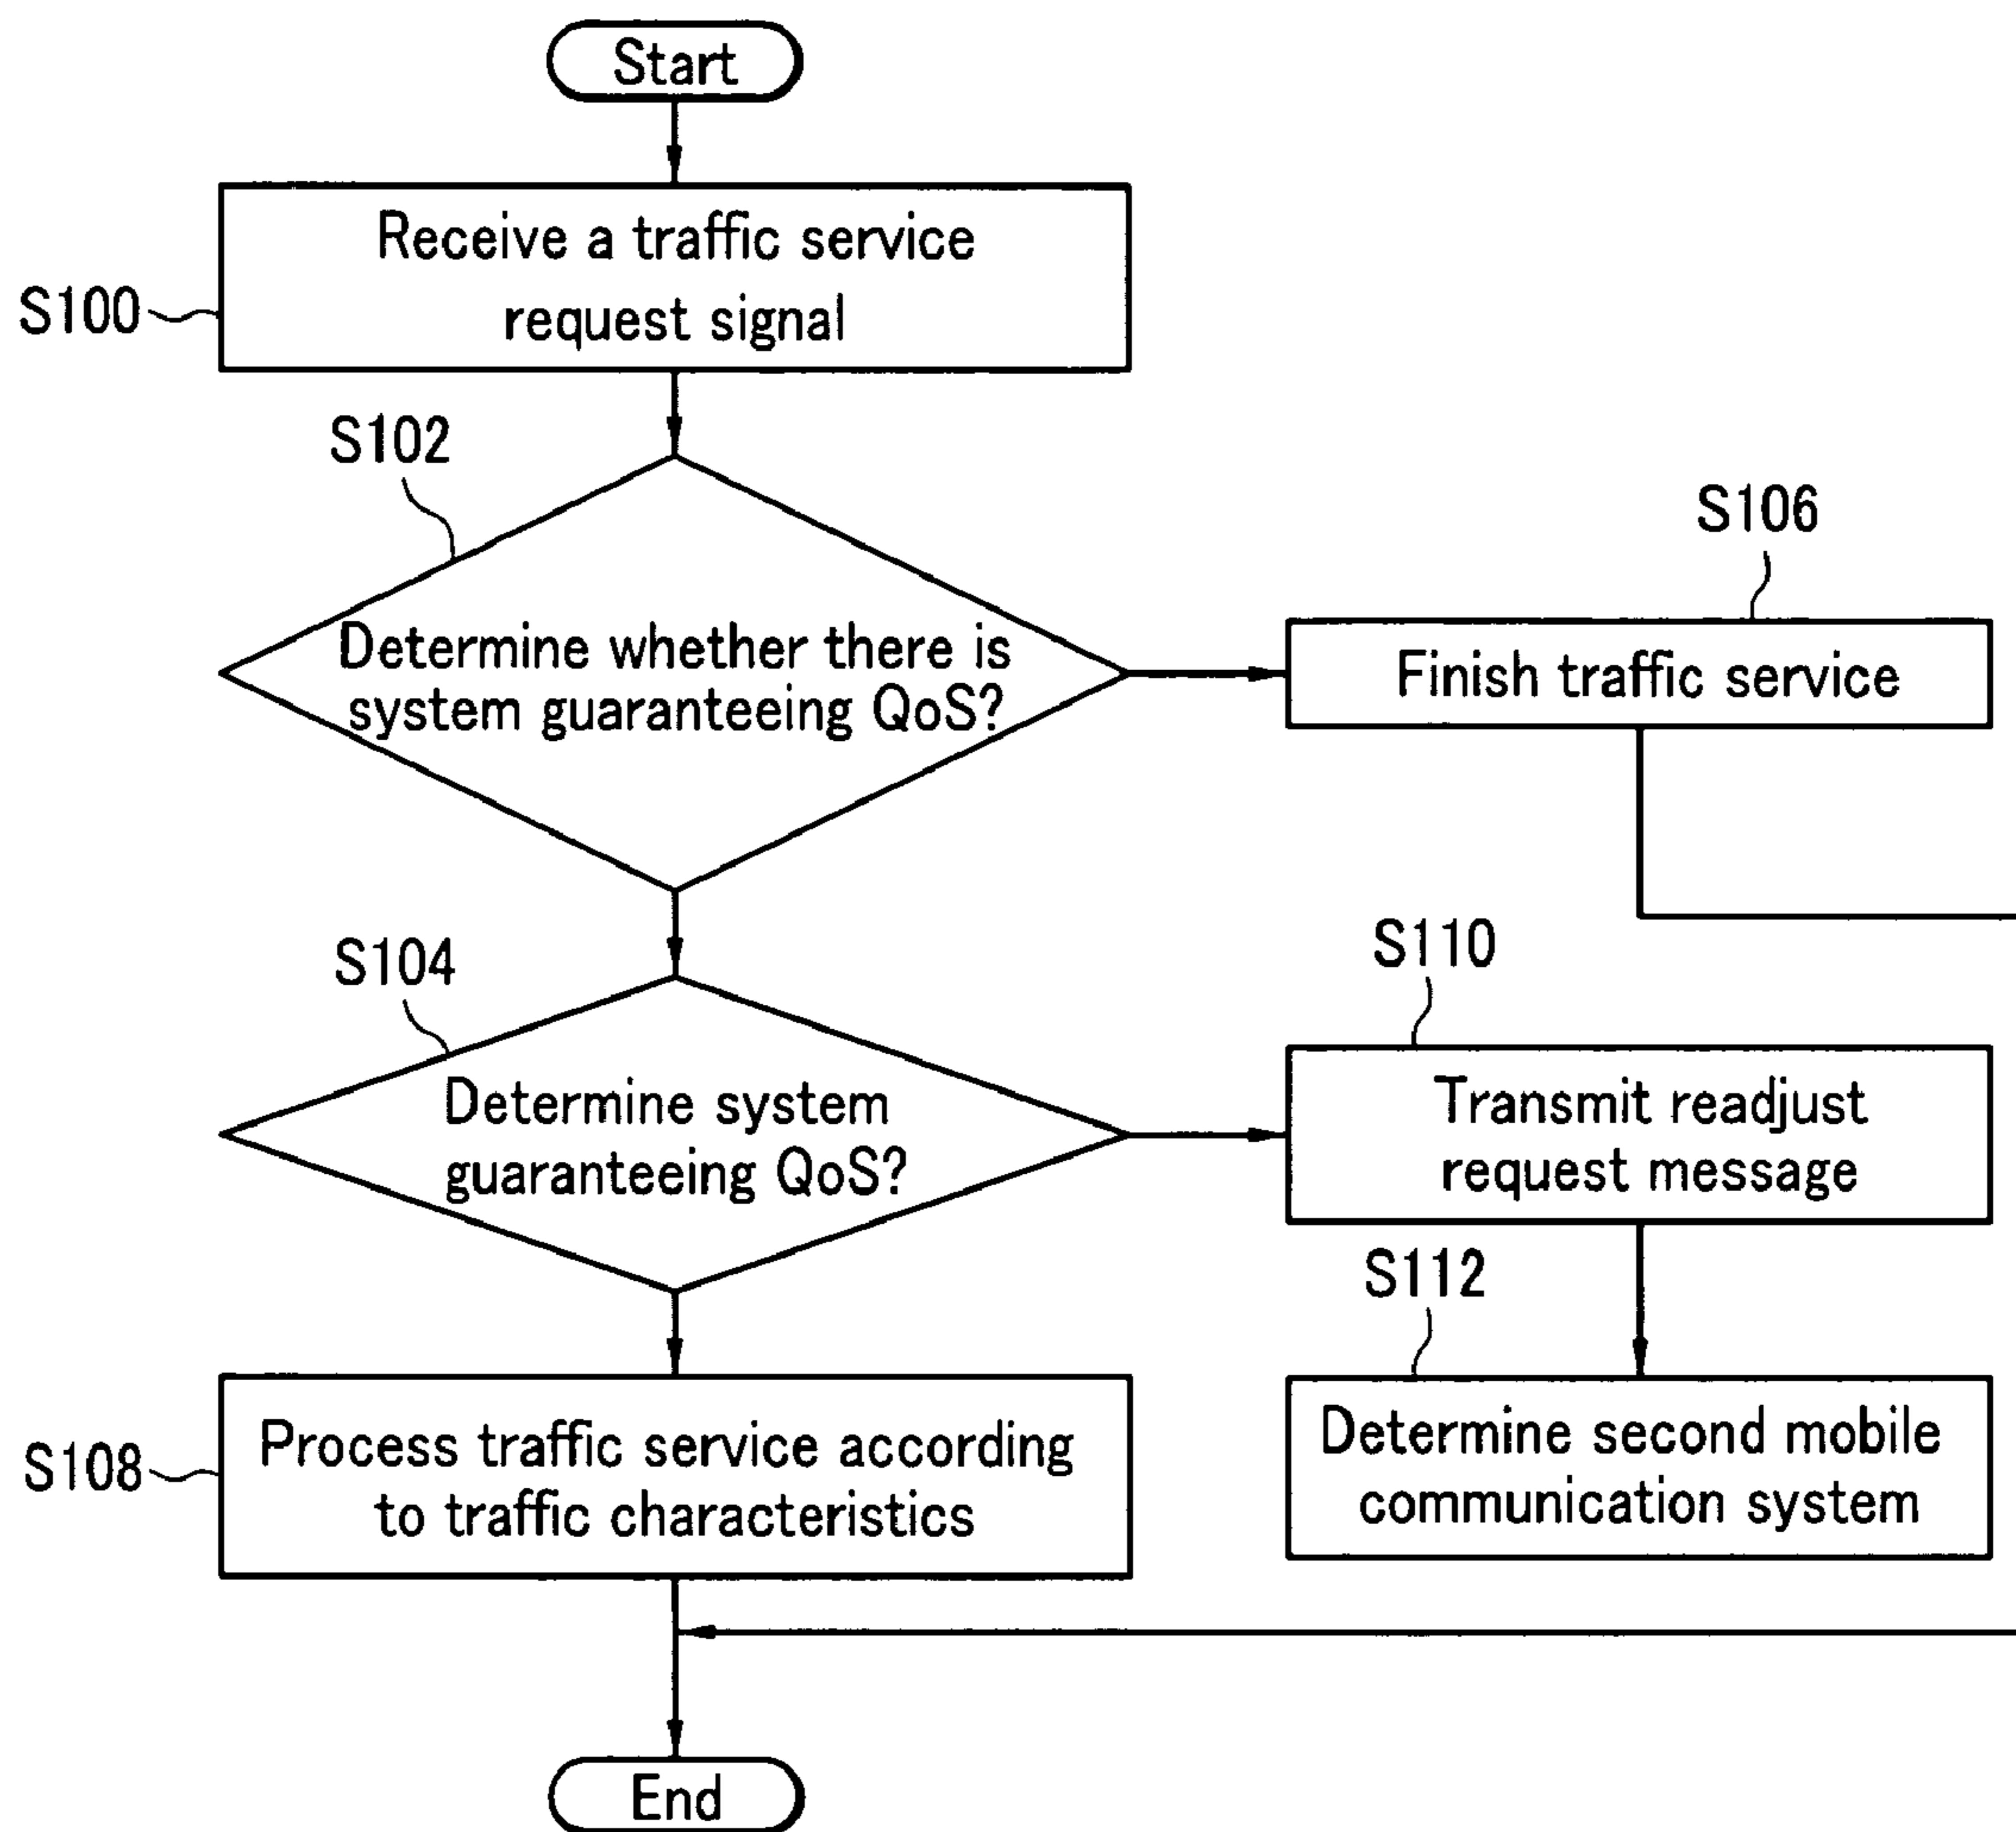 Start
Receive a traffic service
request signal
S100
S102
Determine whether there is
system guaranteeing QoS?
S106
Finish traffic service
S104
Determine system
guaranteeing QoS?
S110
Transmit readjust
request message
S112
Determine second mobile
communication system
S108
Process traffic service according
to traffic characteristics
End